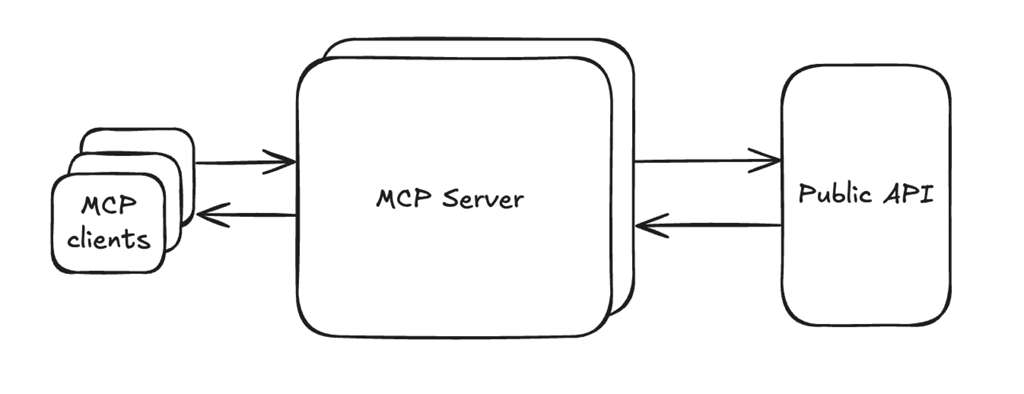 MCP
clients
MCP Server
Public API